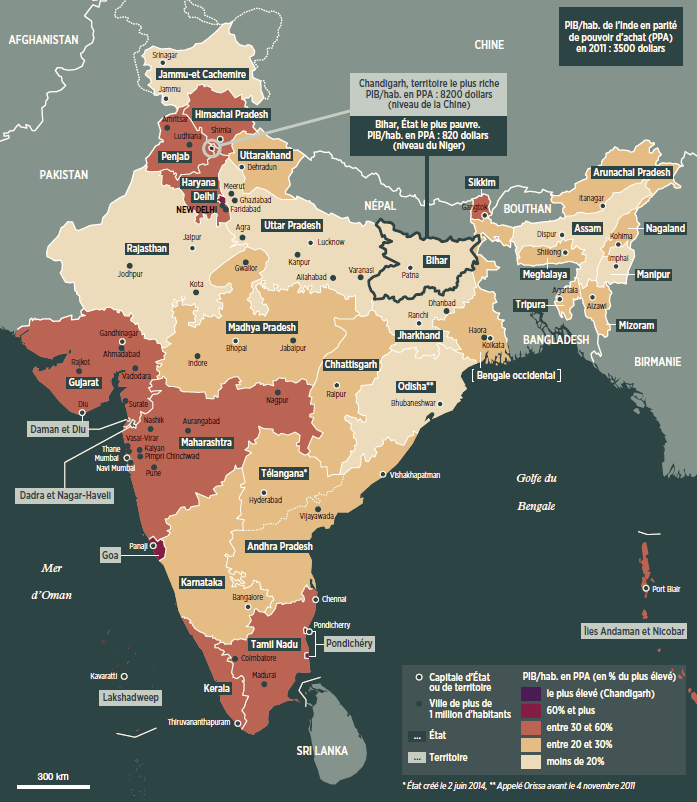 PIB/hab. de l'Inde en parité
de pouvoir d'achat (PPA)
en 2011 : 3500 dollars
AFGHANISTAN
CHINE
Srinagar
Jammu-et Cachemire
Jammu
Chandigarh, territoire le plus riche
PIB/hab. en PPA : 8200 dollars
(niveau de la Chine)
Bihar, État le plus pauvre.
PIB/hab. en PPA : 820 dollars
(niveau du Niger)
Himachal Pradesh
Amritsar
Shimla
Ludhiana
Penjab
Uttarakhand
Dehradun
PAKISTAN
Haryana
Meerut
Delhi
Ghaziabad
NEW DELHI
Faridabad
NÉPAL
Sikkim
Gangtok
BOUTHAN
Arunachal Pradesh
Itanagar
Assam
Nagaland
Dispur
Kohima
Shillong
Imphal
Meghalaya
Manipur
Agartala
Aizawl
Tripura
Mizoram
BANGLADESH
BIRMANIE
Agra
Uttar Pradesh
Jaipur
Lucknow
Rajasthan
Kanpur
Gwalior
Jodhpur
Allahabad
Varanasi
Bihar
Patna
Kota
Dhanbad
Ranchi
Jharkhand
Haora
Kolkata
[ Bengale occidental ]
Gandhinagar
Ahmadabad
Madhya Pradesh
Bhopal
Jabalpur
Indore
Rajkot
Gujarat
Vadodara
Chhattisgarh
Raipur
Odisha**
Bhubaneshwar
Diu
Surate
Nagpur
Daman et Diu
Nashik
Aurangabad
Vasai-Virar
Maharashtra
Thane
Kalyan
Mumbai
Pimpri Chinchwad
Navi Mumbai
Pune
Dadra et Nagar-Haveli
Télangana*
Vishakhapatman
Hyderabad
Vijayawada
Golfe du
Bengale
Panaji
Goa
Andhra Pradesh
Mer
d'Oman
Karnataka
Bangalore
Chennai
Port Blair
Pondicherry
Îles Andaman et Nicobar
Tamil Nadu
Pondichéry
Coimbatore
Kavaratti
Madurai
Lakshadweep
Kerala
Thiruvananthapuram
SRI LANKA
Capitale d'État
ou de territoire
Ville de plus de
1 million d'habitants
... État
... Territoire
PIB/hab. en PPA (en % du plus élevé)
le plus élevé (Chandigarh)
60% et plus
entre 30 et 60%
entre 20 et 30%
moins de 20%
300 km
* État créé le 2 juin 2014, ** Appelé Orissa avant le 4 novembre 2011